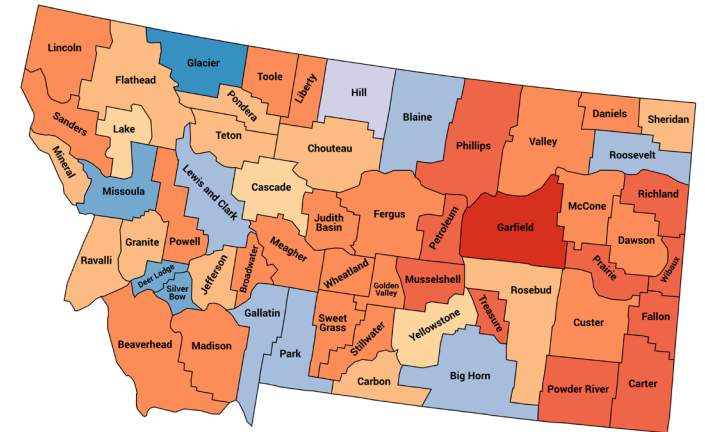 Lincoln
Flathead
Glacier
Toole
Liberty
Hill
Blaine
Phillips
Valley
Daniels
Sheridan
Roosevelt
Sanders
Lake
Pondera
Teton
Chouteau
Mineral
Missoula
Lewis and Clark
Cascade
Judith
Basin
Fergus
Petroleum
Garfield
McCone
Richland
Dawson
Wibaux
Prairie
Ravalli
Granite
Powell
Deer Lodge
Silver
Bow
Jefferson
Broadwater
Meagher
Wheatland
Golden
Valley
Musselshell
Treasure
Rosebud
Custer
Fallon
Beaverhead
Madison
Gallatin
Park
Sweet
Grass
Stillwater
Yellowstone
Carbon
Big Horn
Powder River
Carter